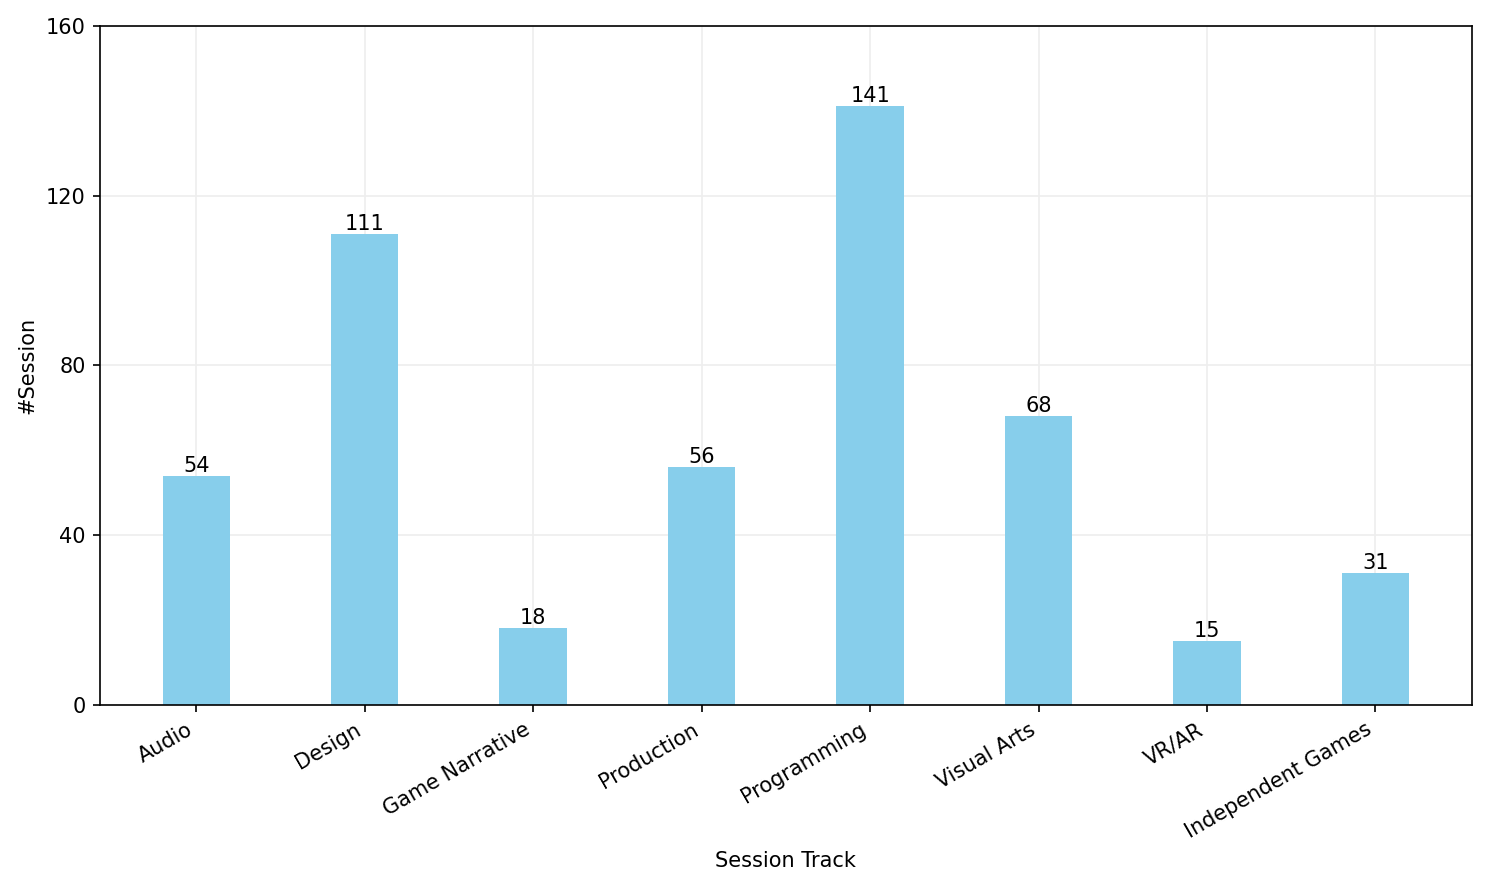 160
120
80
40
0
#Session
54
111
18
56
141
68
15
31
Audio
Design
Game Narrative
Production
Programming
Visual Arts
VR/AR
Independent Games
Session Track